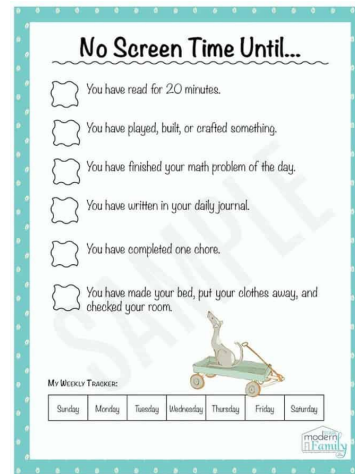 No Screen Time Until...
You have read for 20 minutes.
You have played, built, or crafted something.
You have finished your math problem of the day.
You have written in your daily journal.
You have completed one chore.
You have made your bed, put your clothes away, and
checked your room.
SAMPLE
MY WEEKLY TRACKER:
Sunday Monday Tuesday Wednesday Thursday Friday Saturday
modern
Family